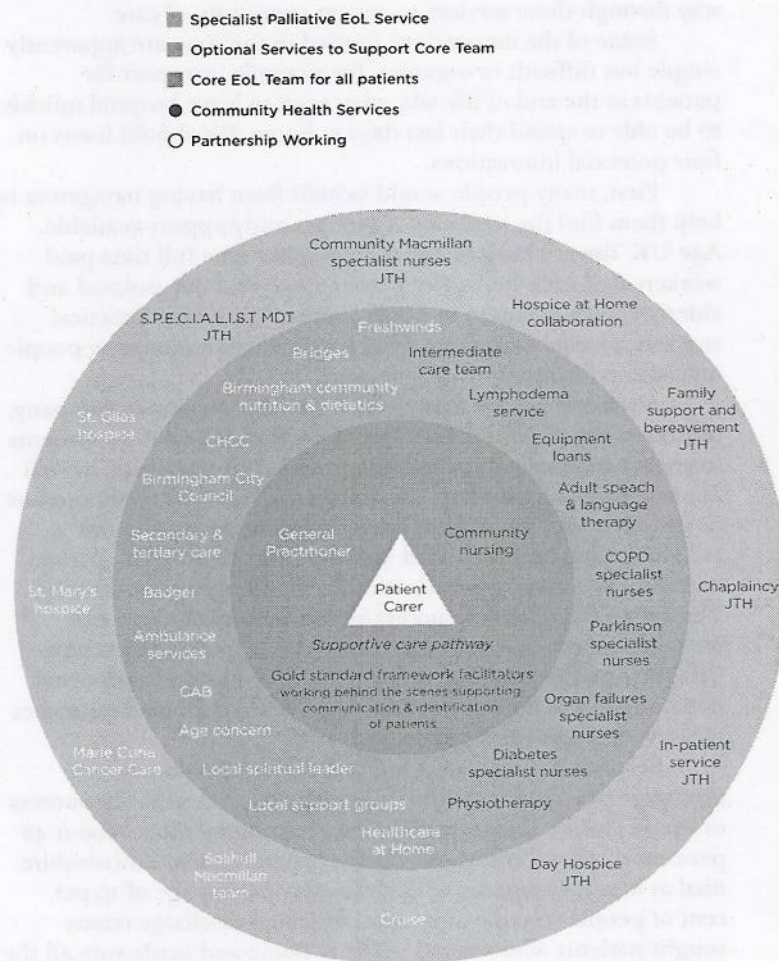 Specialist Palliative EoL Service
Optional Services to Support Core Team
Core EoL Team for all patients
Community Health Services
Partnership Working
Community Macmillan
specialist nurses
JTH
S.P.E.C.I.A.L.I.S.T MDT
JTH
Hospice at Home
collaboration
Freshwinds
Bridges
Intermediate
care team
Birmingham community
nutrition & dietetics
Lymphodema
service
Family
support and
bereavement
JTH
St. Giles
hospice
CHCC
Equipment
loans
Birmingham City
Council
Adult speach
& language
therapy
Secondary &
tertiary care
General
Practitioner
Community
nursing
COPD
specialist
nurses
St. Mary's
hospice
Badger
Patient
Carer
Chaplaincy
JTH
Ambulance
services
Supportive care pathway
Parkinson
specialist
nurses
Gold standard framework facilitators
working behind the scenes supporting
communication & identification
of patients
CAB
Organ failures
specialist
nurses
Age concern
Marie Curie
Cancer Care
Local spiritual leader
Diabetes
specialist nurses
In-patient
service
JTH
Local support groups
Physiotherapy
Healthcare
at Home
Solihull
Macmillan
team
Day Hospice
JTH
Cruise